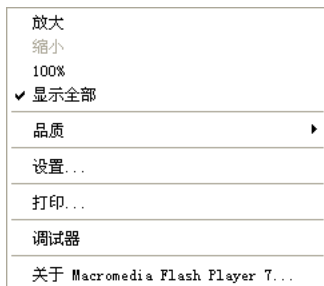 放大
缩小
100%
显示全部
品质
设置...
打印...
调试器
关于 Macromedia Flash Player 7...